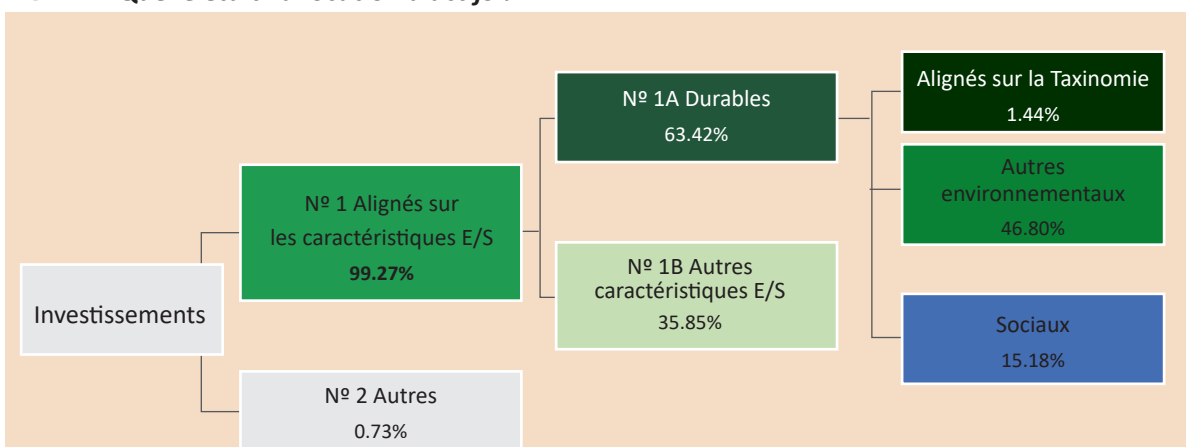 Investissements
Nº 1 Alignés sur
les caractéristiques E/S
99.27%
Nº 2 Autres
0.73%
Nº 1A Durables
63.42%
Nº 1B Autres
caractéristiques E/S
35.85%
Alignés sur la Taxinomie
1.44%
Autres
environnementaux
46.80%
Sociaux
15.18%